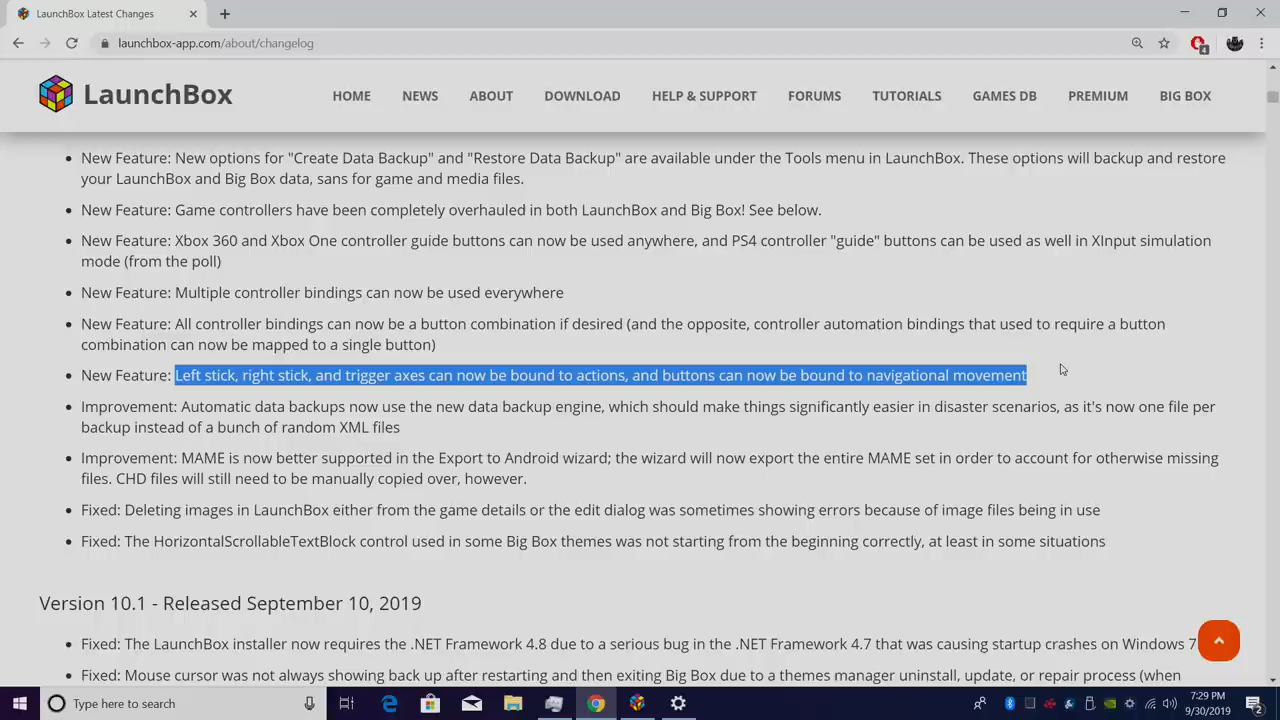 LaunchBox Latest Changes
launchbox-app.com/about/changelog
4
LaunchBox
HOME NEWS ABOUT DOWNLOAD HELP & SUPPORT FORUMS TUTORIALS GAMES DB PREMIUM BIG BOX
• New Feature: New options for "Create Data Backup" and "Restore Data Backup" are available under the Tools menu in LaunchBox. These options will backup and restore
your LaunchBox and Big Box data, sans for game and media files.
• New Feature: Game controllers have been completely overhauled in both LaunchBox and Big Box! See below.
• New Feature: Xbox 360 and Xbox One controller guide buttons can now be used anywhere, and PS4 controller "guide" buttons can be used as well in XInput simulation
mode (from the poll)
• New Feature: Multiple controller bindings can now be used everywhere
• New Feature: All controller bindings can now be a button combination if desired (and the opposite, controller automation bindings that used to require a button
combination can now be mapped to a single button)
• New Feature: Left stick, right stick, and trigger axes can now be bound to actions, and buttons can now be bound to navigational movement
• Improvement: Automatic data backups now use the new data backup engine, which should make things significantly easier in disaster scenarios, as it's now one file per
backup instead of a bunch of random XML files
• Improvement: MAME is now better supported in the Export to Android wizard; the wizard will now export the entire MAME set in order to account for otherwise missing
files. CHD files will still need to be manually copied over, however.
• Fixed: Deleting images in LaunchBox either from the game details or the edit dialog was sometimes showing errors because of image files being in use
• Fixed: The HorizontalScrollableTextBlock control used in some Big Box themes was not starting from the beginning correctly, at least in some situations
Version 10.1 - Released September 10, 2019
• Fixed: The LaunchBox installer now requires the .NET Framework 4.8 due to a serious bug in the .NET Framework 4.7 that was causing startup crashes on Windows 7
• Fixed: Mouse cursor was not always showing back up after restarting and then exiting Big Box due to a themes manager uninstall, update, or repair process (when
Type here to search
7:29 PM
9/30/2019
2